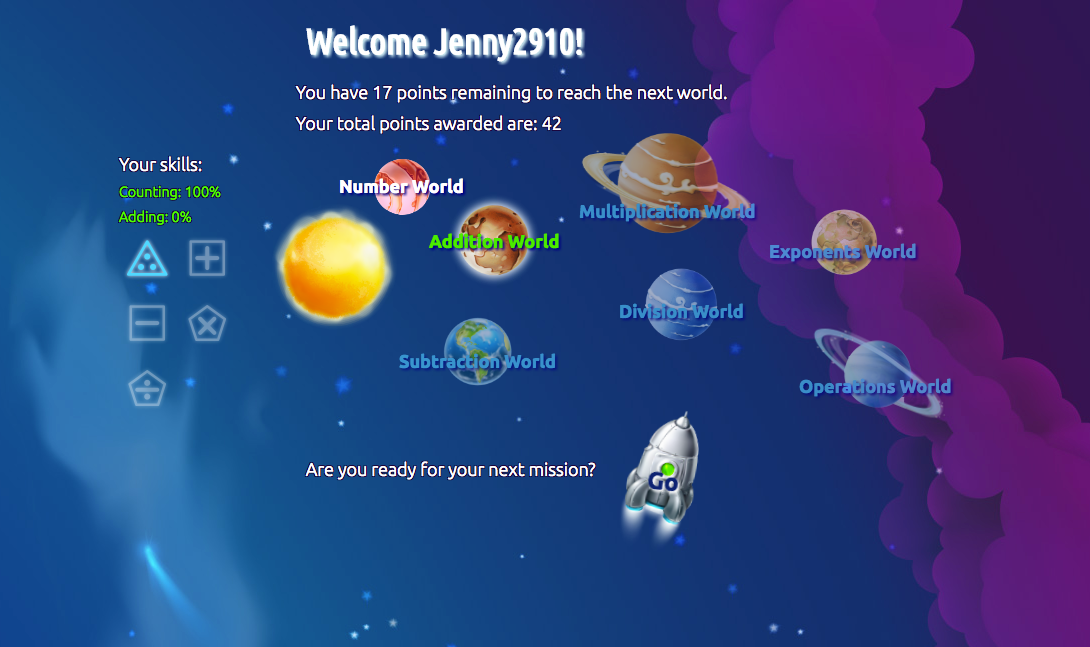 Welcome Jenny2910!
You have 17 points remaining to reach the next world.
Your total points awarded are: 42
Your skills:
Counting: 100%
Adding: 0%
Number World
Addition World
Multiplication World
Exponents World
Division World
Subtraction World
Operations World
Are you ready for your next mission?
Go